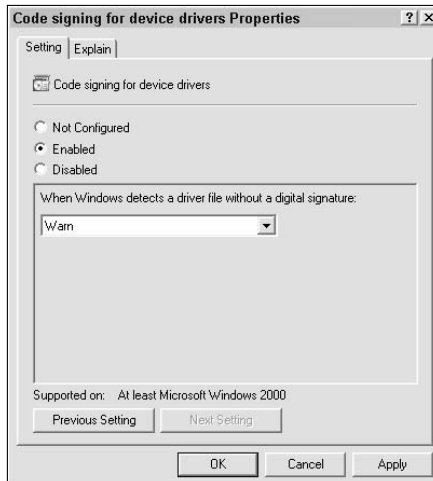 Code signing for device drivers Properties
? X
Setting Explain
Code signing for device drivers
Not Configured
Enabled
Disabled
When Windows detects a driver file without a digital signature:
Warn
Supported on: At least Microsoft Windows 2000
Previous Setting Next Setting
OK Cancel Apply